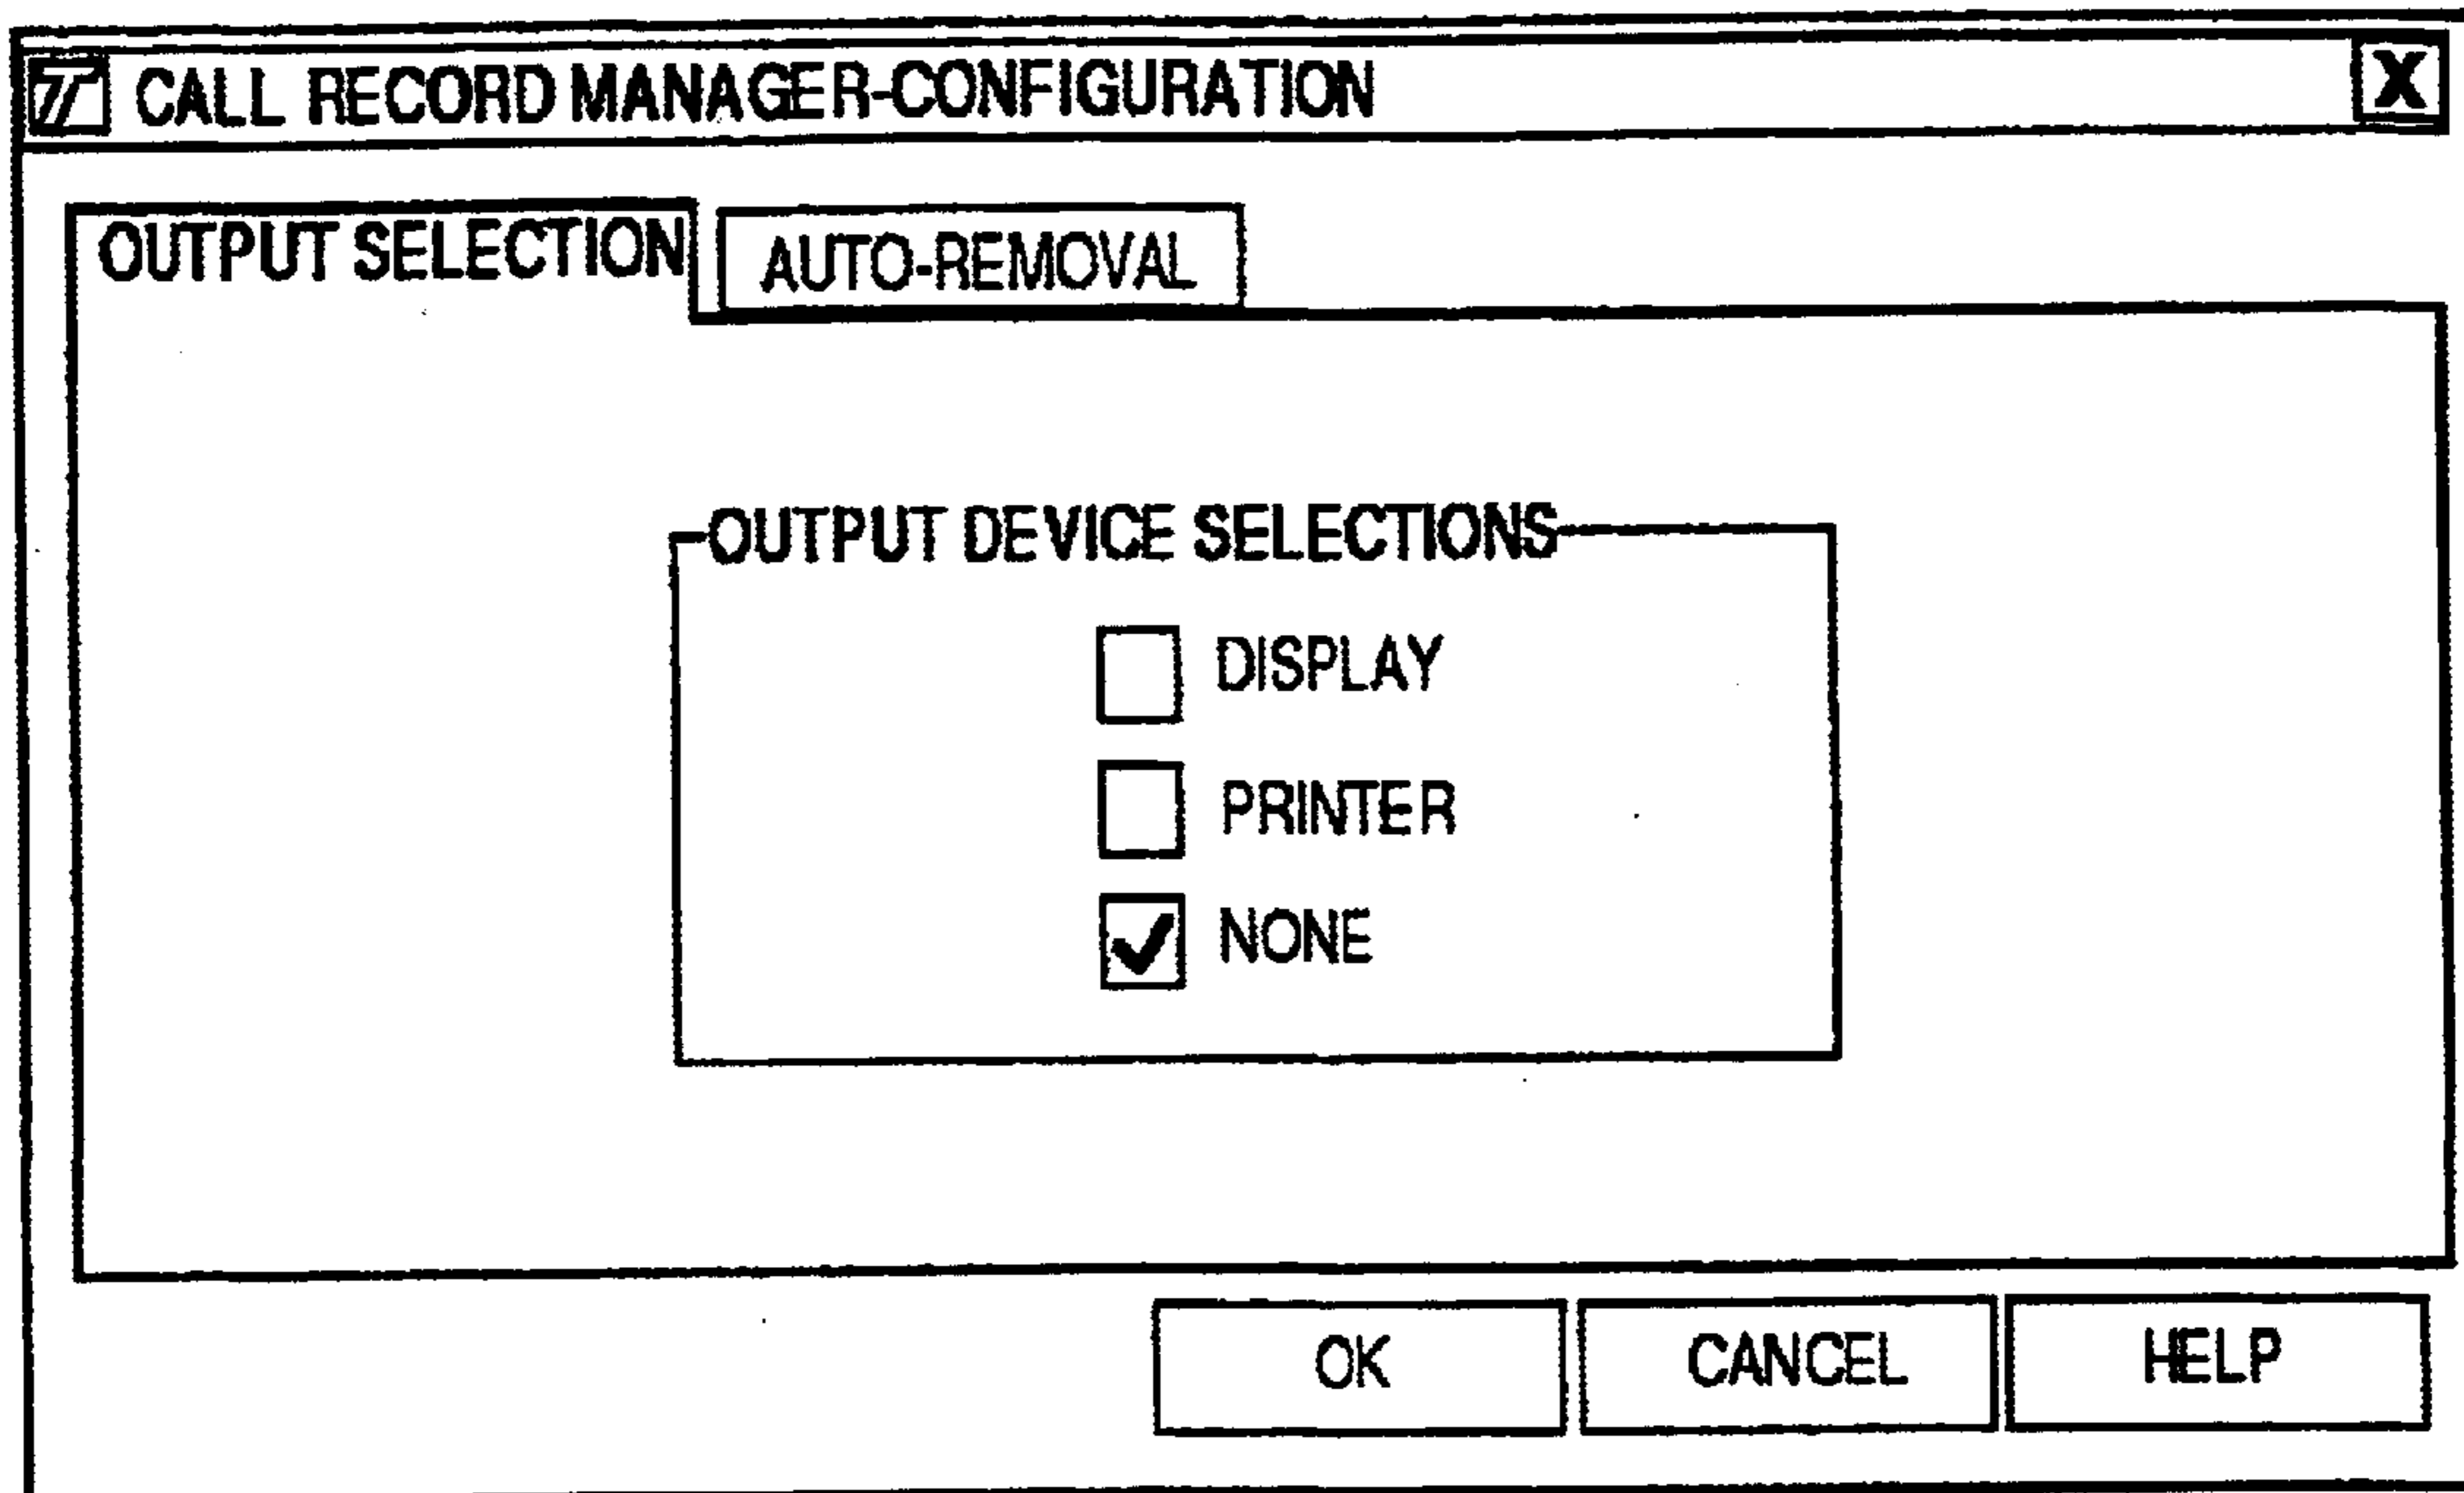 CALL RECORD MANAGER-CONFIGURATION X
OUTPUT SELECTION AUTO-REMOVAL
OUTPUT DEVICE SELECTIONS
DISPLAY
PRINTER
NONE
OK CANCEL HELP